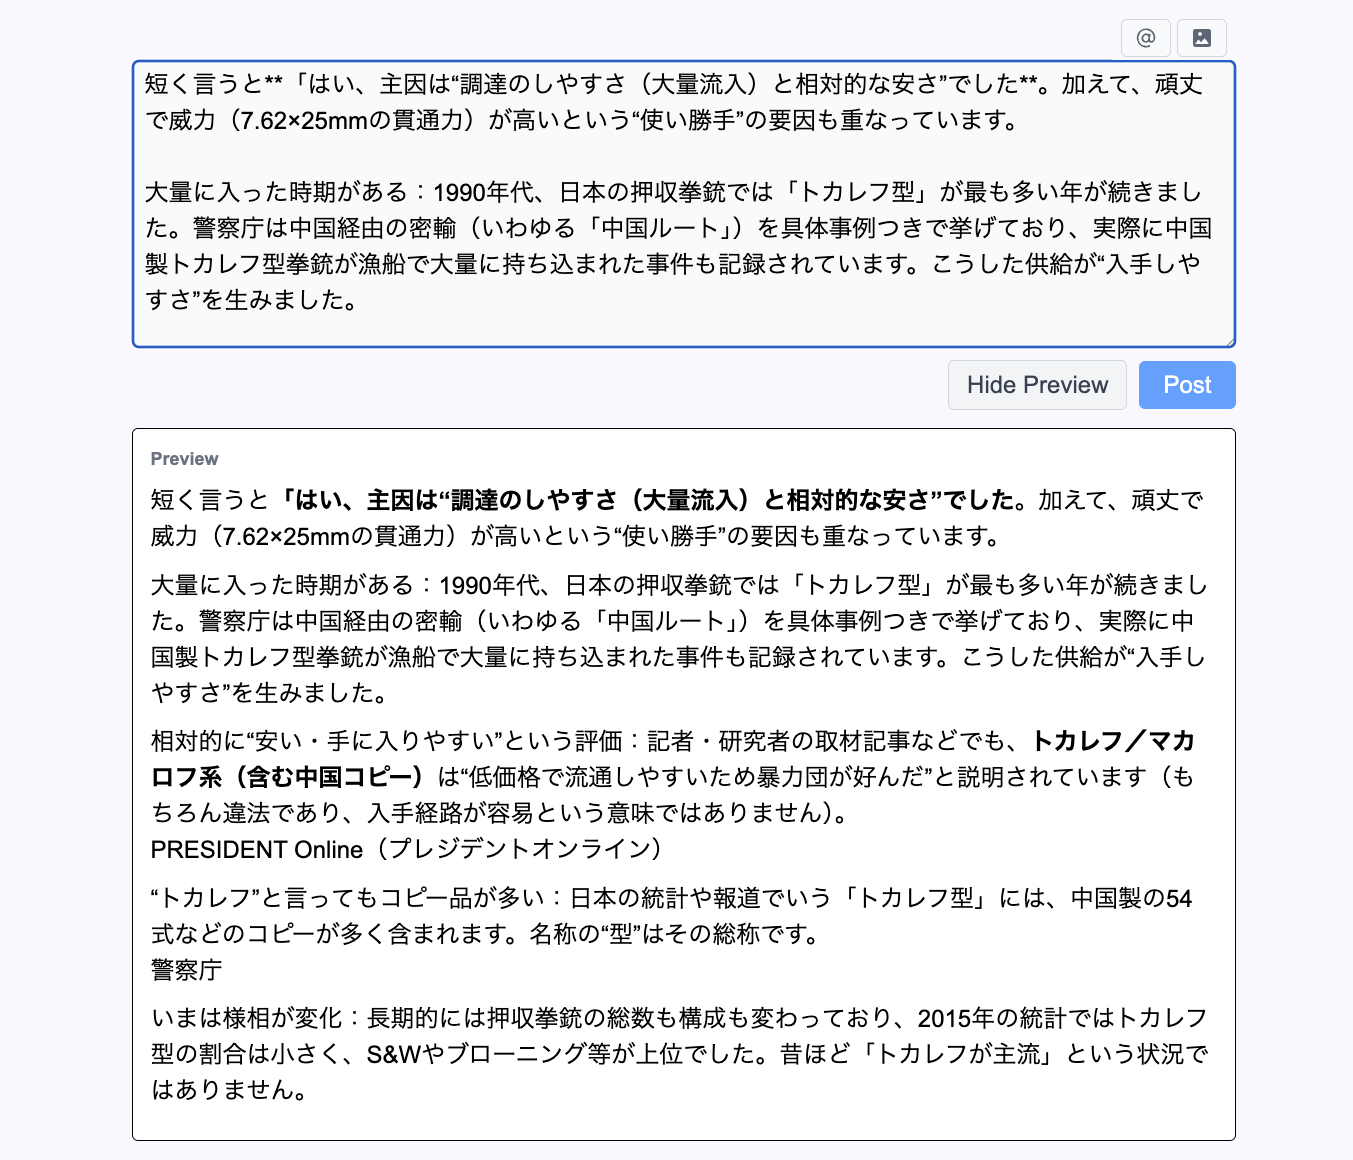 @
短く言うと**「はい、主因は“調達のしやすさ（大量流入）と相対的な安さ”でした**。加えて、頑丈
で威力（7.62×25mmの貫通力）が高いという“使い勝手”の要因も重なっています。
大量に入った時期がある：1990年代、日本の押収拳銃では「トカレフ型」が最も多い年が続きまし
た。警察庁は中国経由の密輸（いわゆる「中国ルート」）を具体事例つきで挙げており、実際に中国
製トカレフ型拳銃が漁船で大量に持ち込まれた事件も記録されています。こうした供給が“入手しや
すさ”を生みました。
Hide Preview
Post
Preview
短く言うと「はい、主因は“調達のしやすさ（大量流入）と相対的な安さ”でした。加えて、頑丈で
威力（7.62×25mmの貫通力）が高いという“使い勝手”の要因も重なっています。
大量に入った時期がある：1990年代、日本の押収拳銃では「トカレフ型」が最も多い年が続きまし
た。警察庁は中国経由の密輸（いわゆる「中国ルート」）を具体事例つきで挙げており、実際に中
国製トカレフ型拳銃が漁船で大量に持ち込まれた事件も記録されています。こうした供給が“入手し
やすさ”を生みました。
相対的に“安い・手に入りやすい”という評価：記者・研究者の取材記事などでも、トカレフ／マカ
ロフ系（含む中国コピー）は“低価格で流通しやすいため暴力団が好んだ”と説明されています（も
ちろん違法であり、入手経路が容易という意味ではありません）。
PRESIDENT Online（プレジデントオンライン）
“トカレフ”と言ってもコピー品が多い：日本の統計や報道でいう「トカレフ型」には、中国製の54
式などのコピーが多く含まれます。名称の“型”はその総称です。
警察庁
いまは様相が変化：長期的には押収拳銃の総数も構成も変わっており、2015年の統計ではトカレフ
型の割合は小さく、S&Wやブローニング等が上位でした。昔ほど「トカレフが主流」という状況で
はありません。